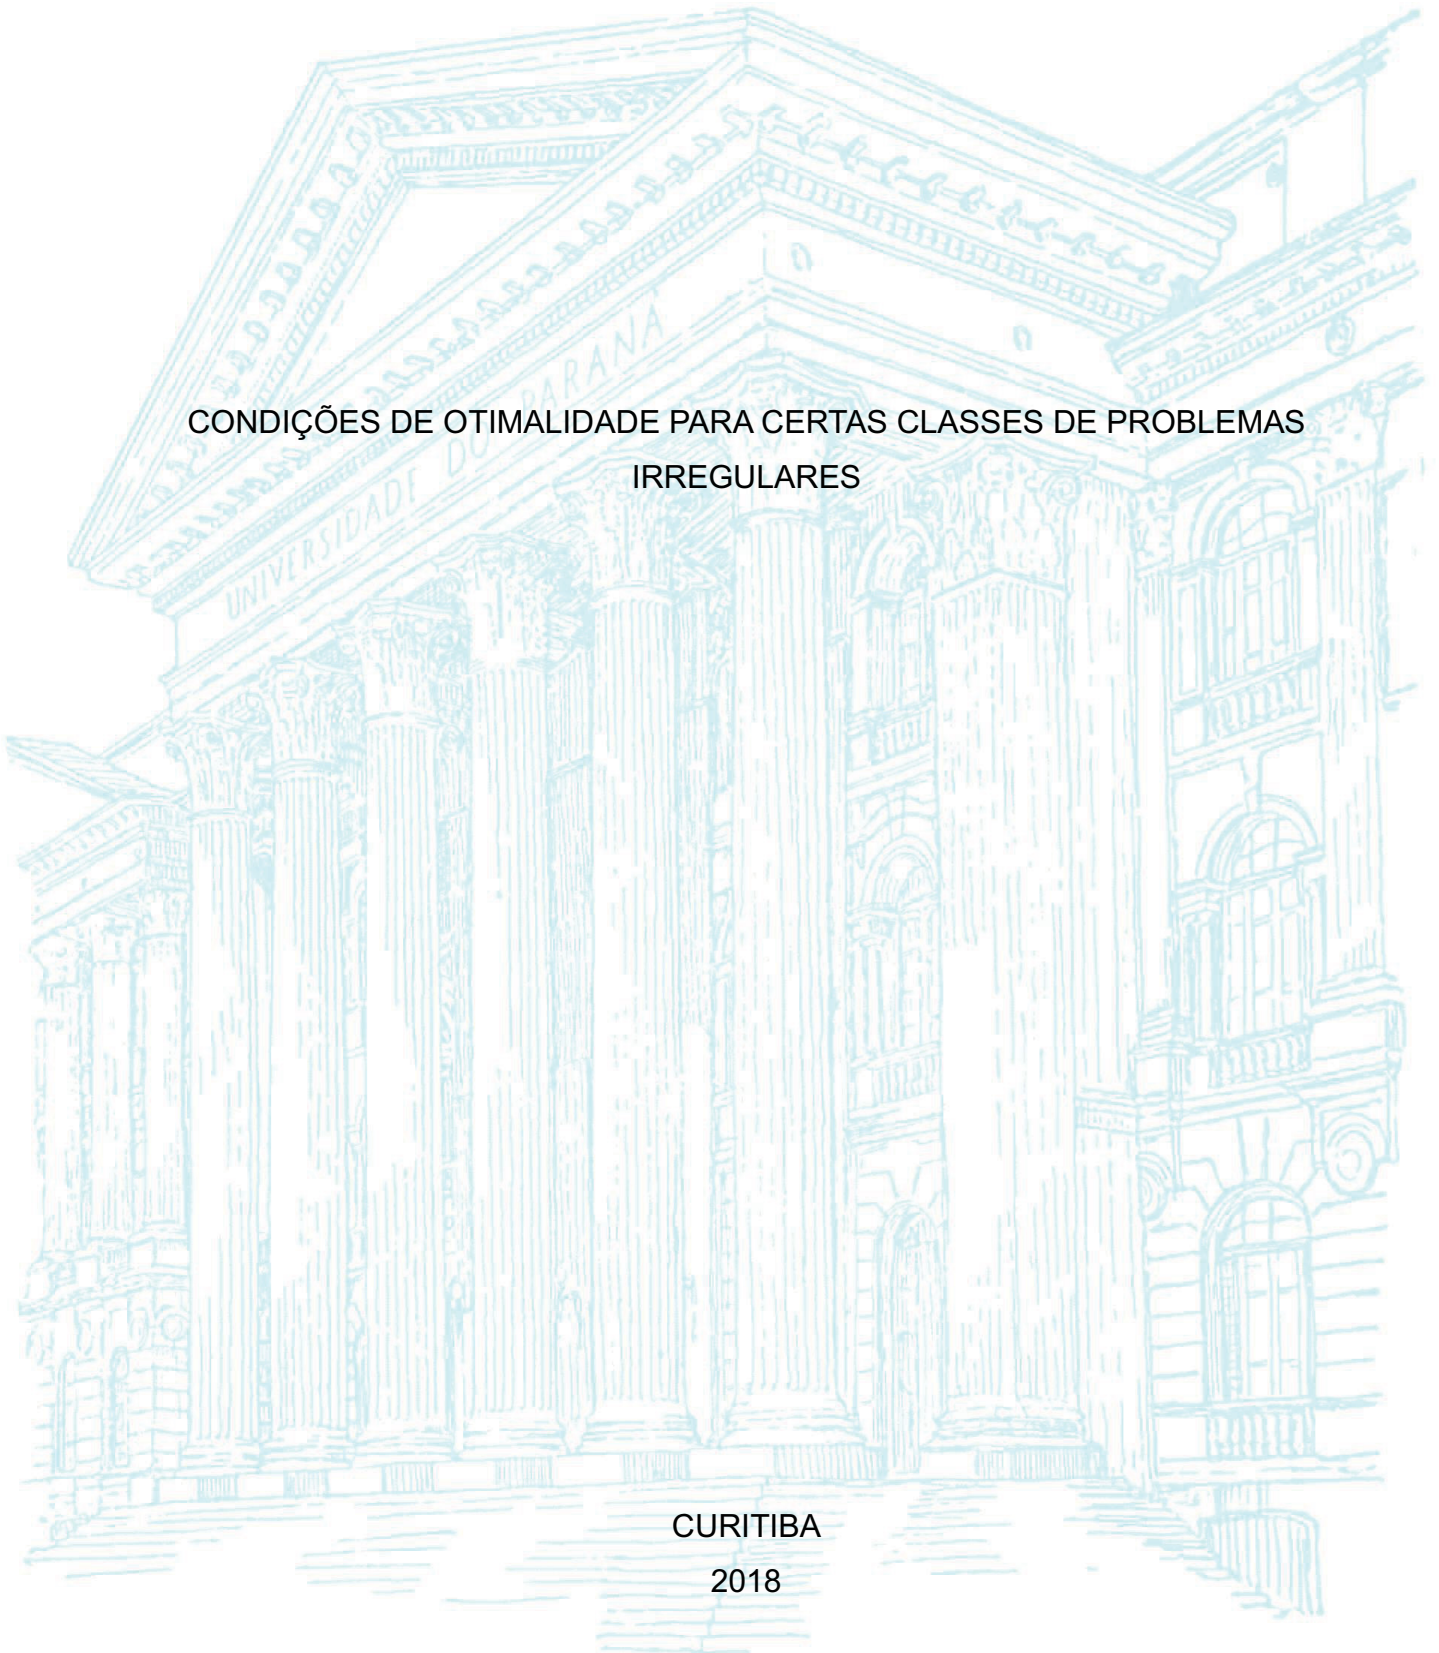 CONDIÇÕES DE OTIMALIDADE PARA CERTAS CLASSES DE PROBLEMAS
IRREGULARES
UNIVERSIDADE DO PARANÁ
CURITIBA
2018